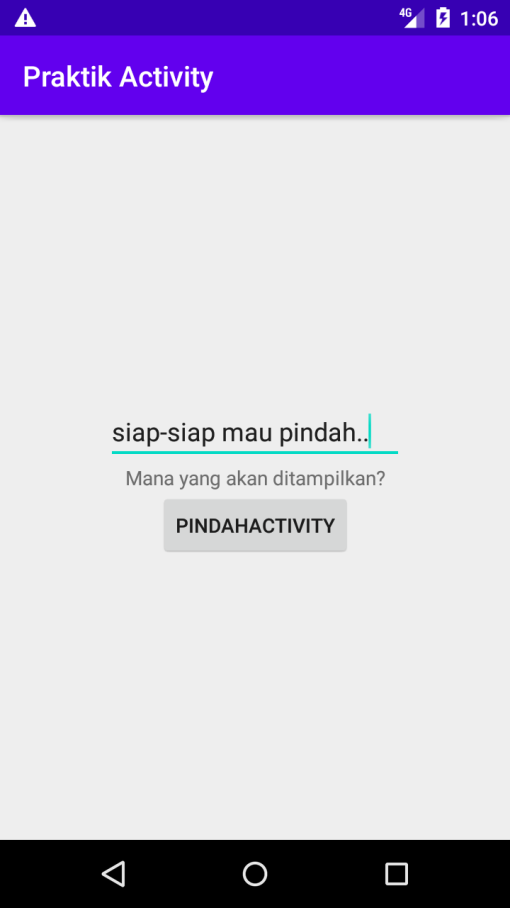 4G 1:06
Praktik Activity
siap-siap mau pindah..
Mana yang akan ditampilkan?
PINDAHACTIVITY